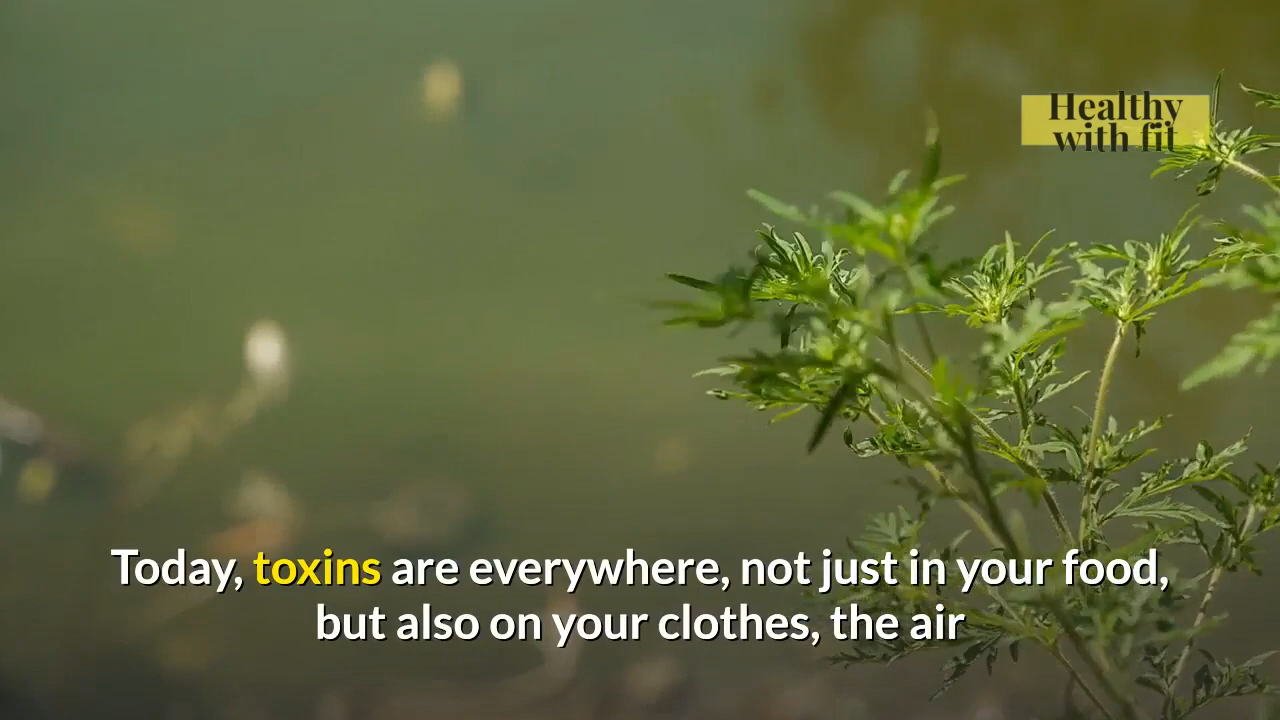 Healthy
with fit
Today, toxins are everywhere, not just in your food,
but also on your clothes, the air